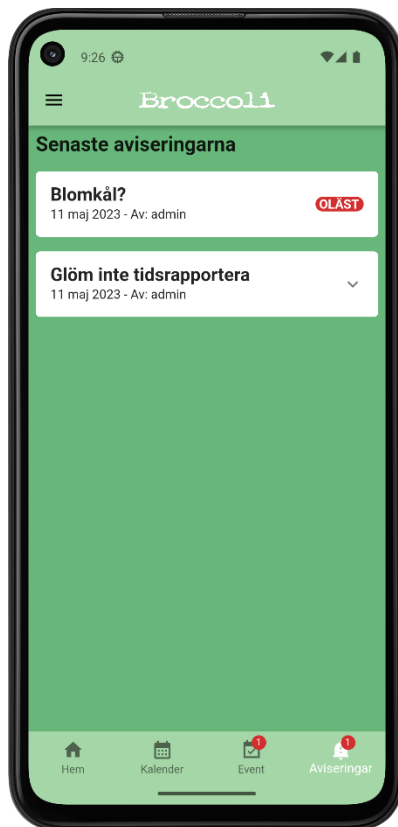 9:26
Broccoli
Senaste aviseringarna
Blomkål?
11 maj 2023 - Av: admin
OLÄST
Glöm inte tidsrapportera
11 maj 2023 - Av: admin
1
1
Hem
Kalender
Event
Aviseringar